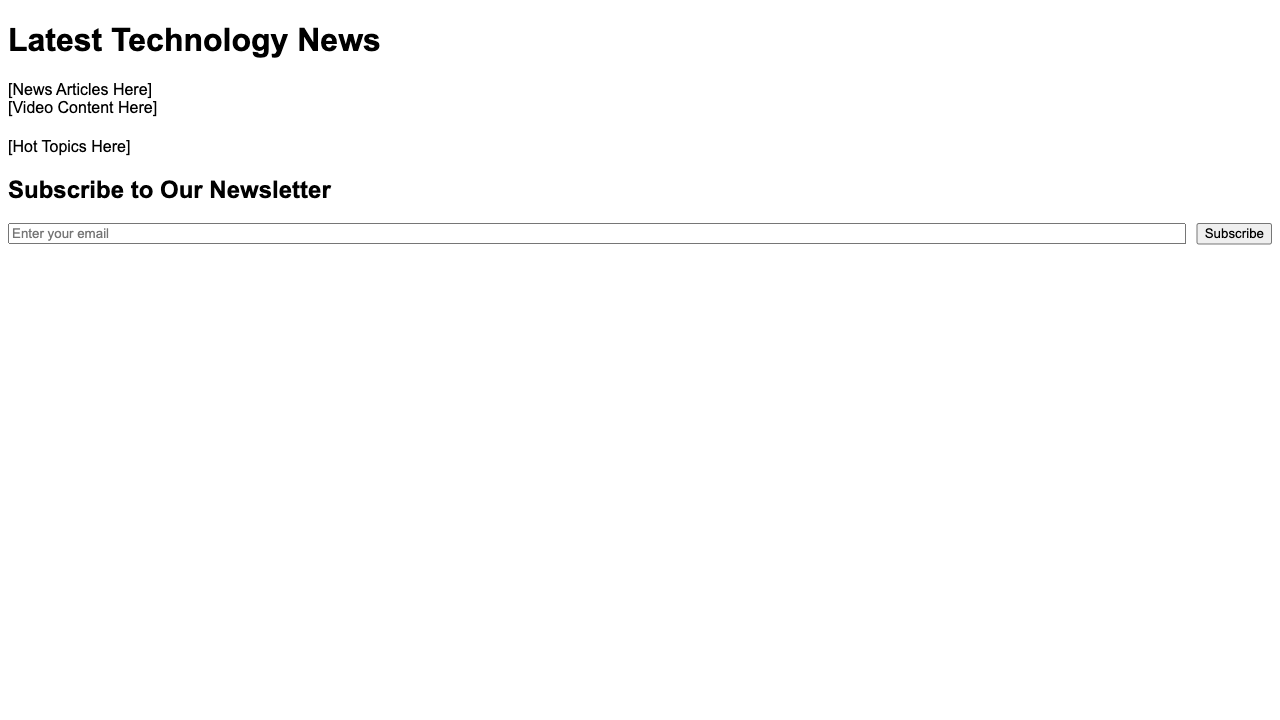 Latest Technology News
[News Articles Here]
[Video Content Here]
[Hot Topics Here]
Subscribe to Our Newsletter
Enter your email Subscribe